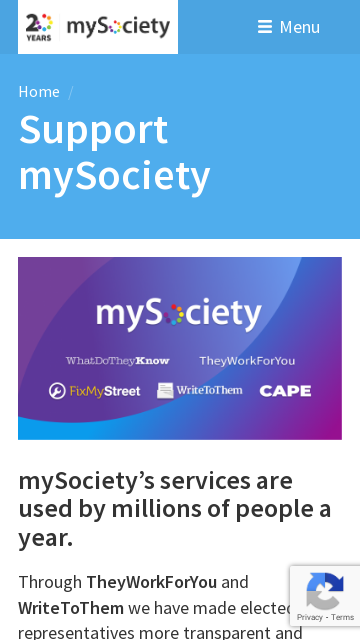 20 YEARS mySociety
Menu
Home /
Support
mySociety
mySociety
WhatDoTheyKnow TheyWorkForYou
FixMyStreet WriteToThem CAPE
mySociety’s services are
used by millions of people a
year.
Through TheyWorkForYou and
WriteToThem we have made elected
representatives more transparent and
Privacy - Terms